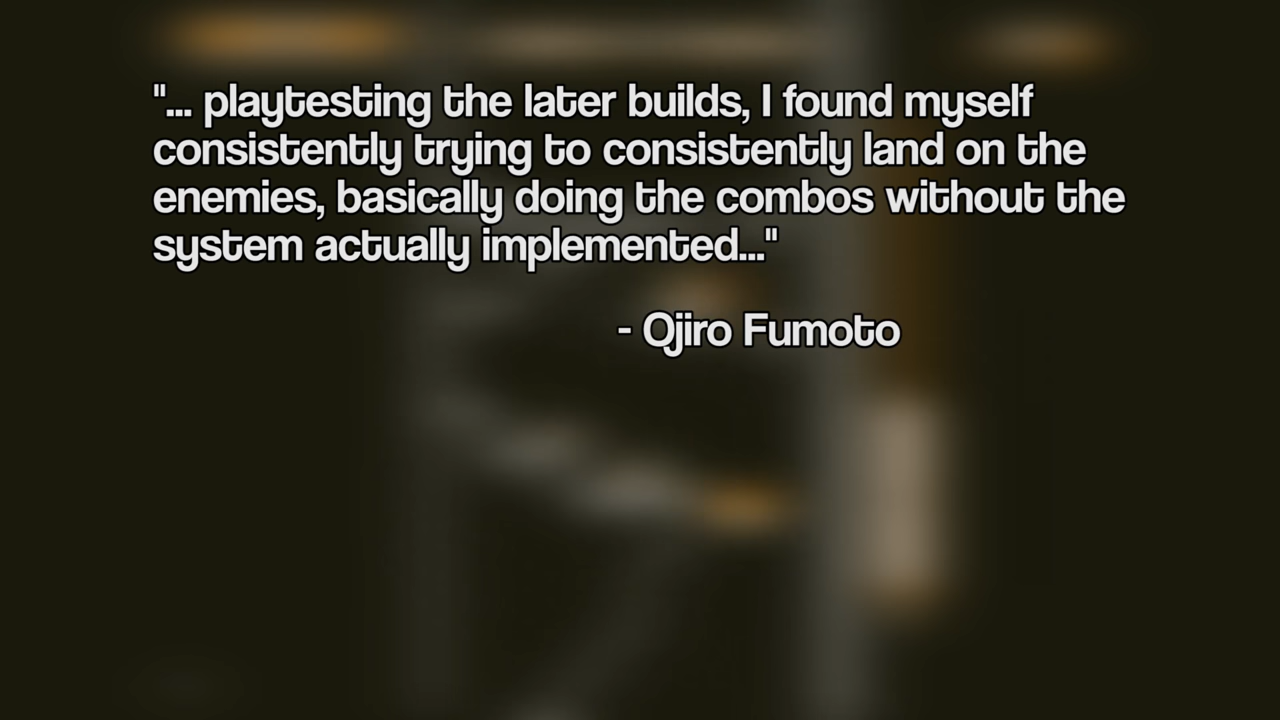 "... playtesting the later builds, I found myself
consistently trying to consistently land on the
enemies, basically doing the combos without the
system actually implemented..."
- Ojiro Fumoto